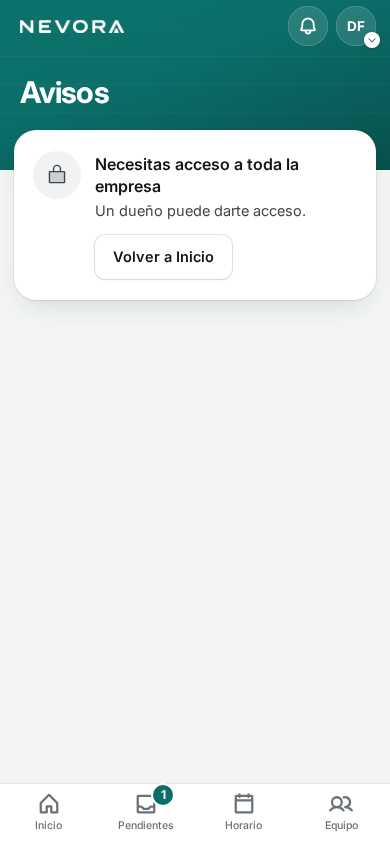 NEVORA
DF
Avisos
Necesitas acceso a toda la
empresa
Un dueño puede darte acceso.
Volver a Inicio
1
Inicio
Pendientes
Horario
Equipo